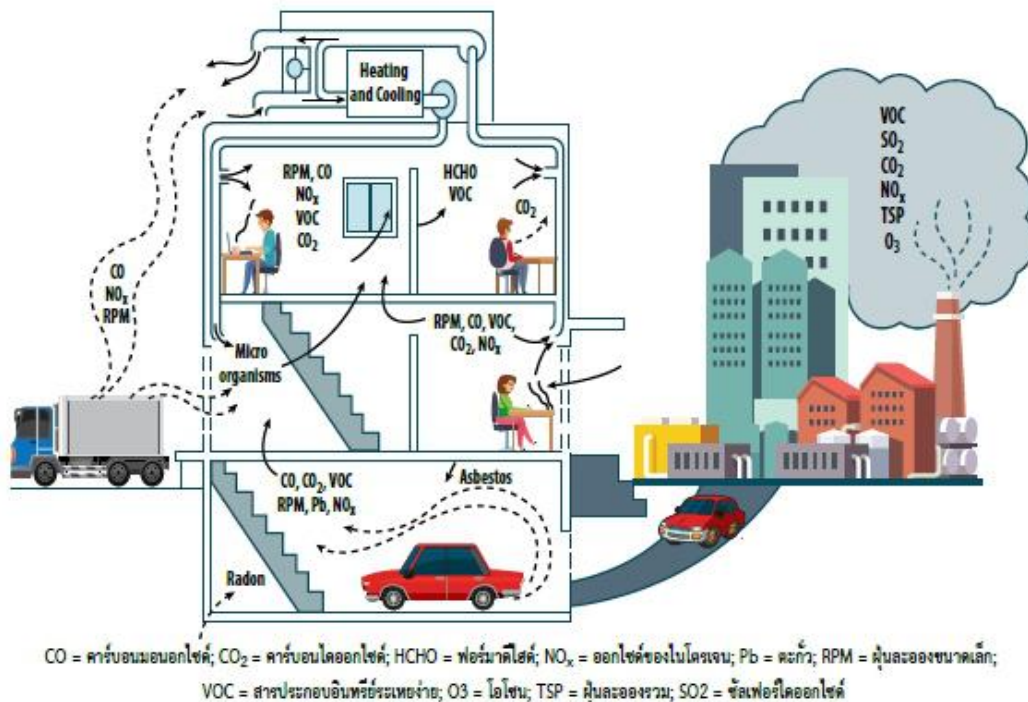 Heating
and Cooling
VOC
SO₂
CO₂
NOₓ
TSP
O₃
RPM, CO
NOₓ
VOC
CO₂
HCHO
VOC
CO₂
CO
NOₓ
RPM
RPM, CO, VOC,
CO₂, NOₓ
Micro
organisms
CO, CO₂, VOC
RPM, Pb, NOₓ
Asbestos
Radon
CO = คาร์บอนมอนอกไซด์; CO₂ = คาร์บอนไดออกไซด์; HCHO = ฟอร์มาดีไฮด์; NOₓ = ออกไซด์ของไนโตรเจน; Pb = ตะกั่ว; RPM = ฝุ่นละอองขนาดเล็ก;
VOC = สารประกอบอินทรีย์ระเหยง่าย; O3 = โอโซน; TSP = ฝุ่นละอองรวม; SO2 = ซัลเฟอร์ไดออกไซด์